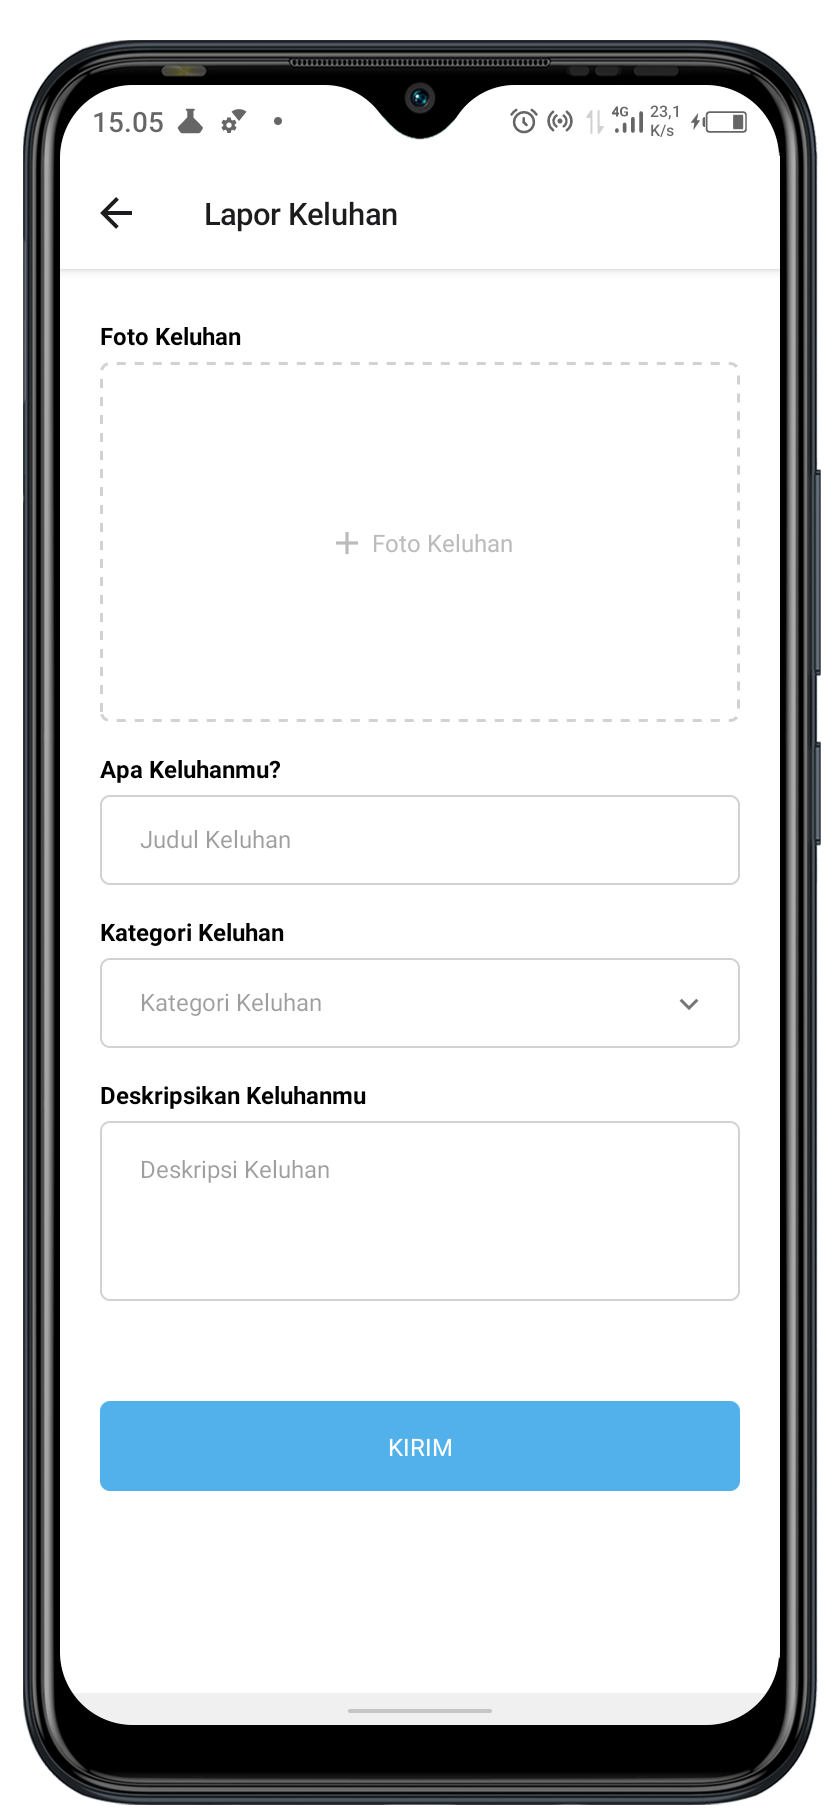 15.05 4G 23,1 K/s
Lapor Keluhan
Foto Keluhan
Foto Keluhan
Apa Keluhanmu?
Judul Keluhan
Kategori Keluhan
Kategori Keluhan
Deskripsikan Keluhanmu
Deskripsi Keluhan
KIRIM